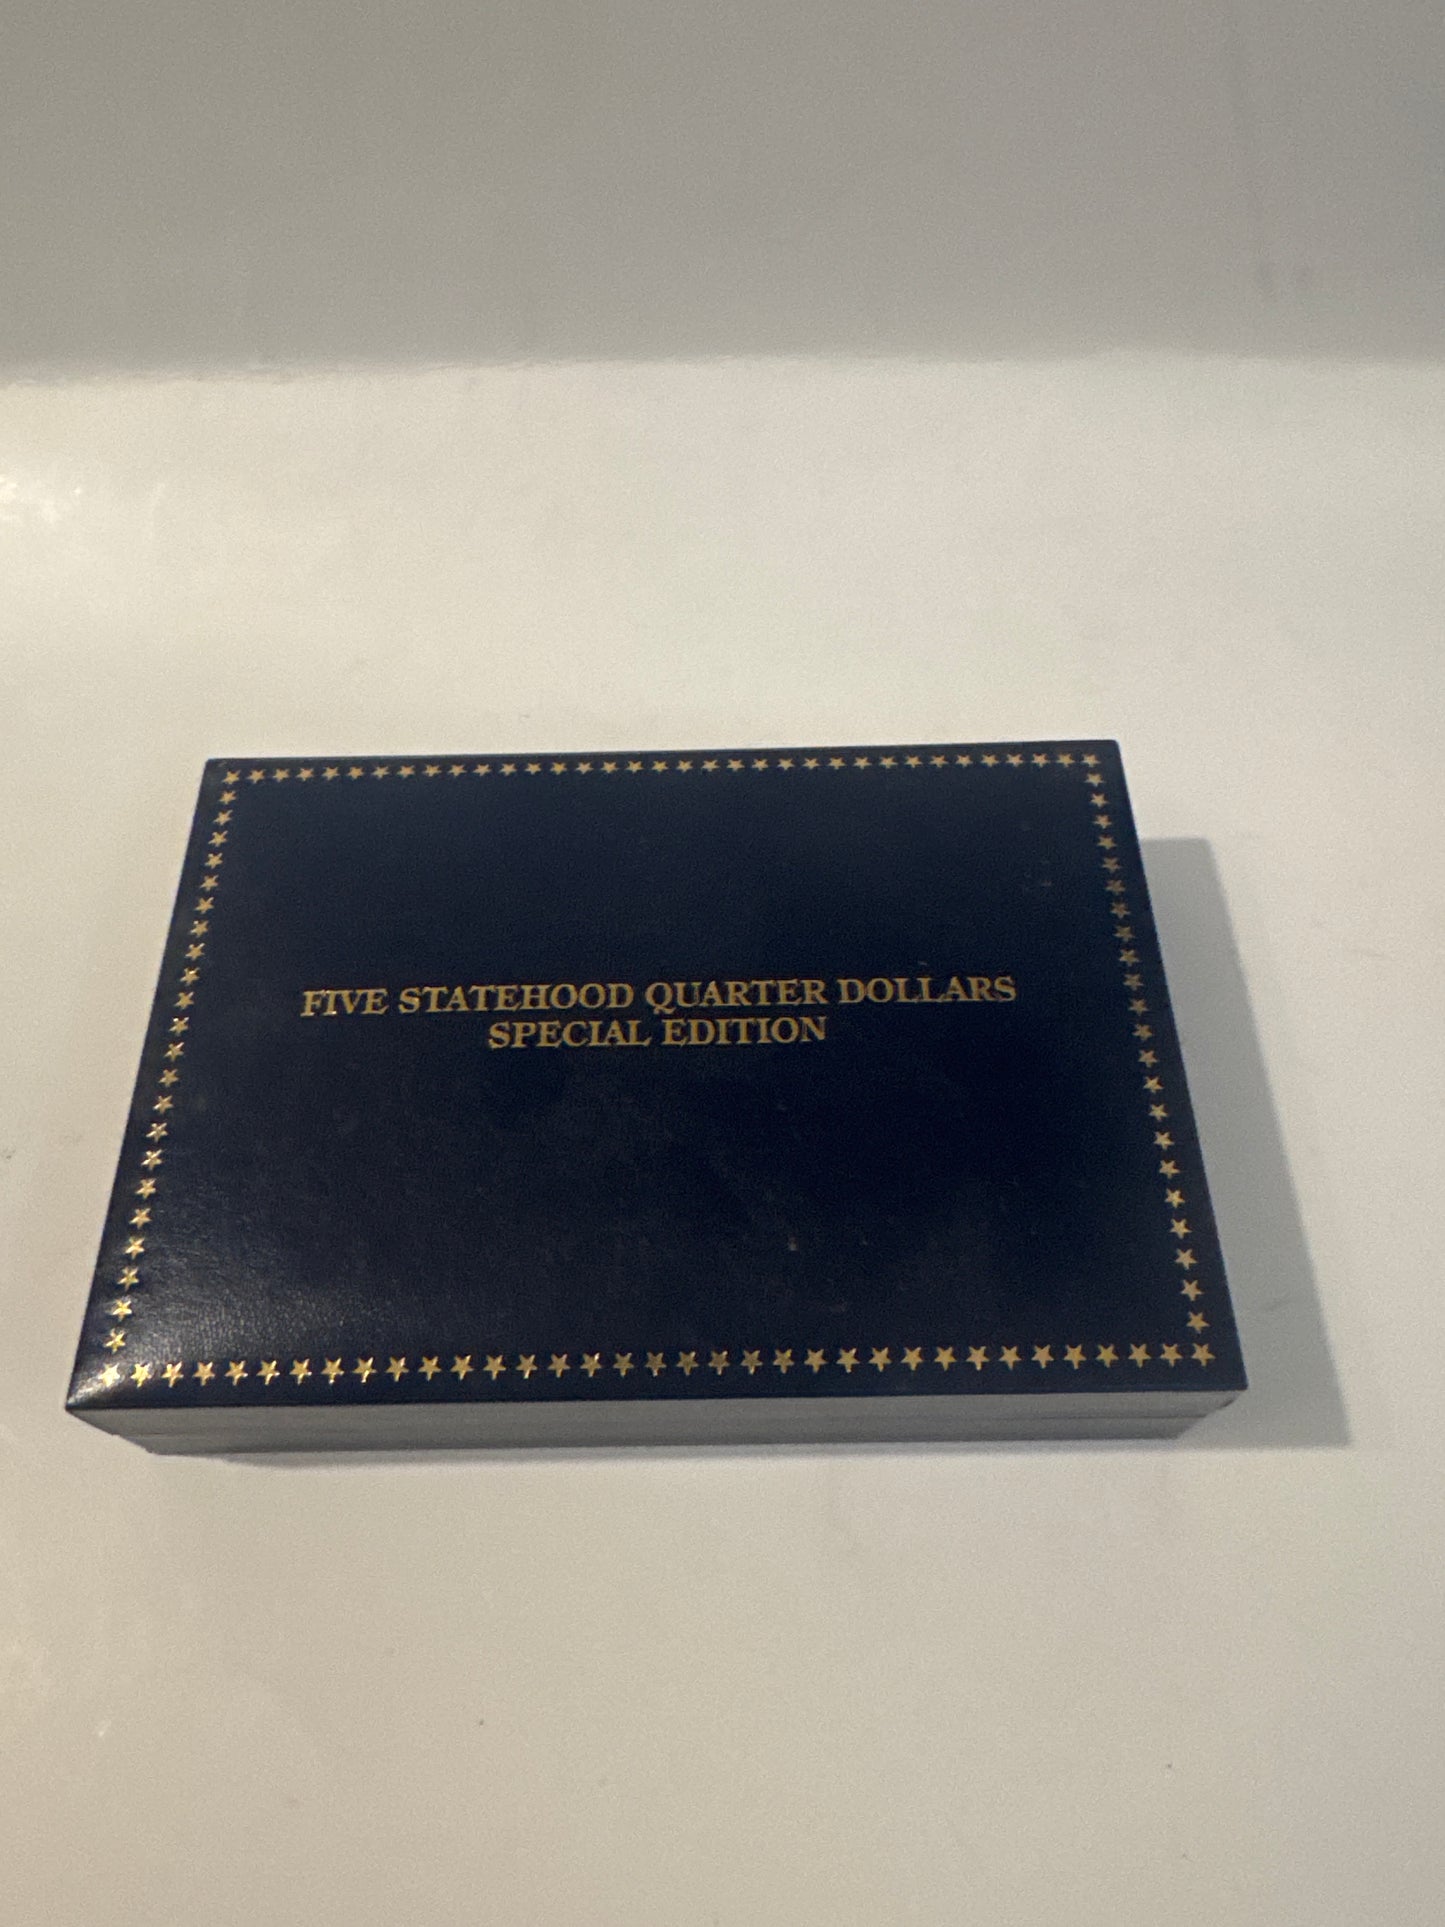 FIVE STATEHOOD QUARTER DOLLARS
SPECIAL EDITION